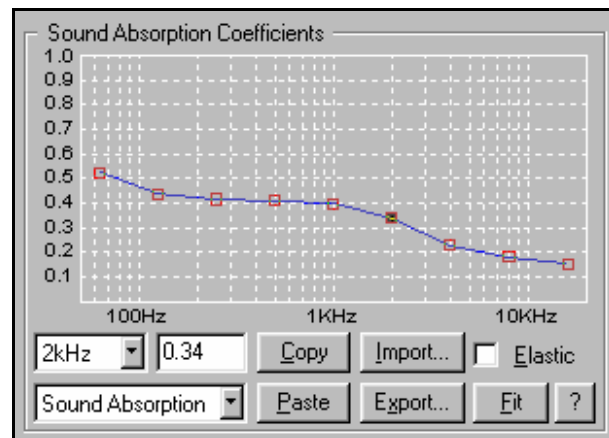 Sound Absorption Coefficients
1.0
0.9
0.8
0.7
0.6
0.5
0.4
0.3
0.2
0.1
100Hz 1KHz 10KHz
2kHz 0.34 Copy Import... Elastic
Sound Absorption Paste Export... Fit ?